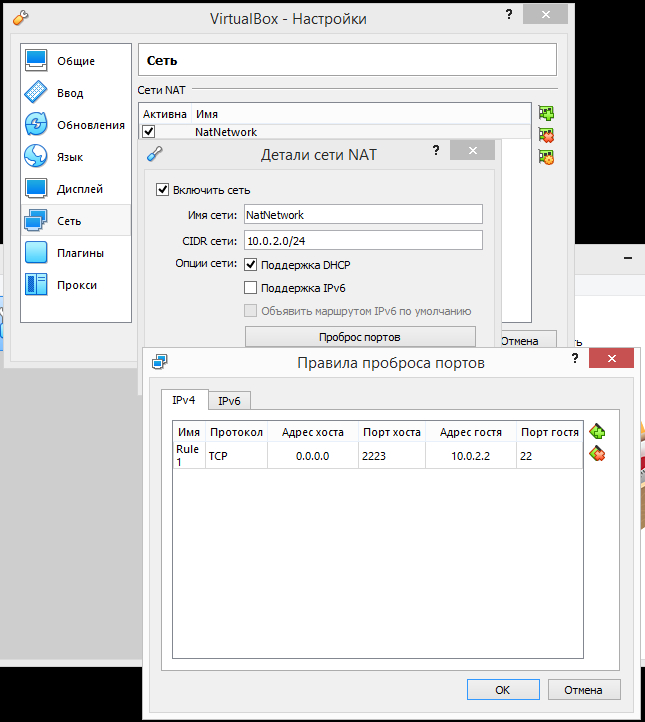 VirtualBox - Настройки
?
Общие
Ввод
Обновления
Язык
Дисплей
Сеть
Плагины
Прокси
Сеть
Сети NAT
Активна Имя
NatNetwork
Детали сети NAT
?
Включить сеть
Имя сети: NatNetwork
CIDR сети: 10.0.2.0/24
Опции сети: Поддержка DHCP
Поддержка IPv6
Объявить маршрутом IPv6 по умолчанию
Проброс портов
Отмена
Правила проброса портов
?
IPv4 IPv6
Имя Протокол Адрес хоста Порт хоста Адрес гостя Порт гостя
Rule 1 TCP 0.0.0.0 2223 10.0.2.2 22
OK Отмена